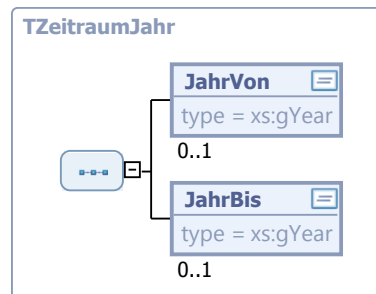 TZeitraumJahr
JahrVon
type = xs:gYear
0..1
JahrBis
type = xs:gYear
0..1